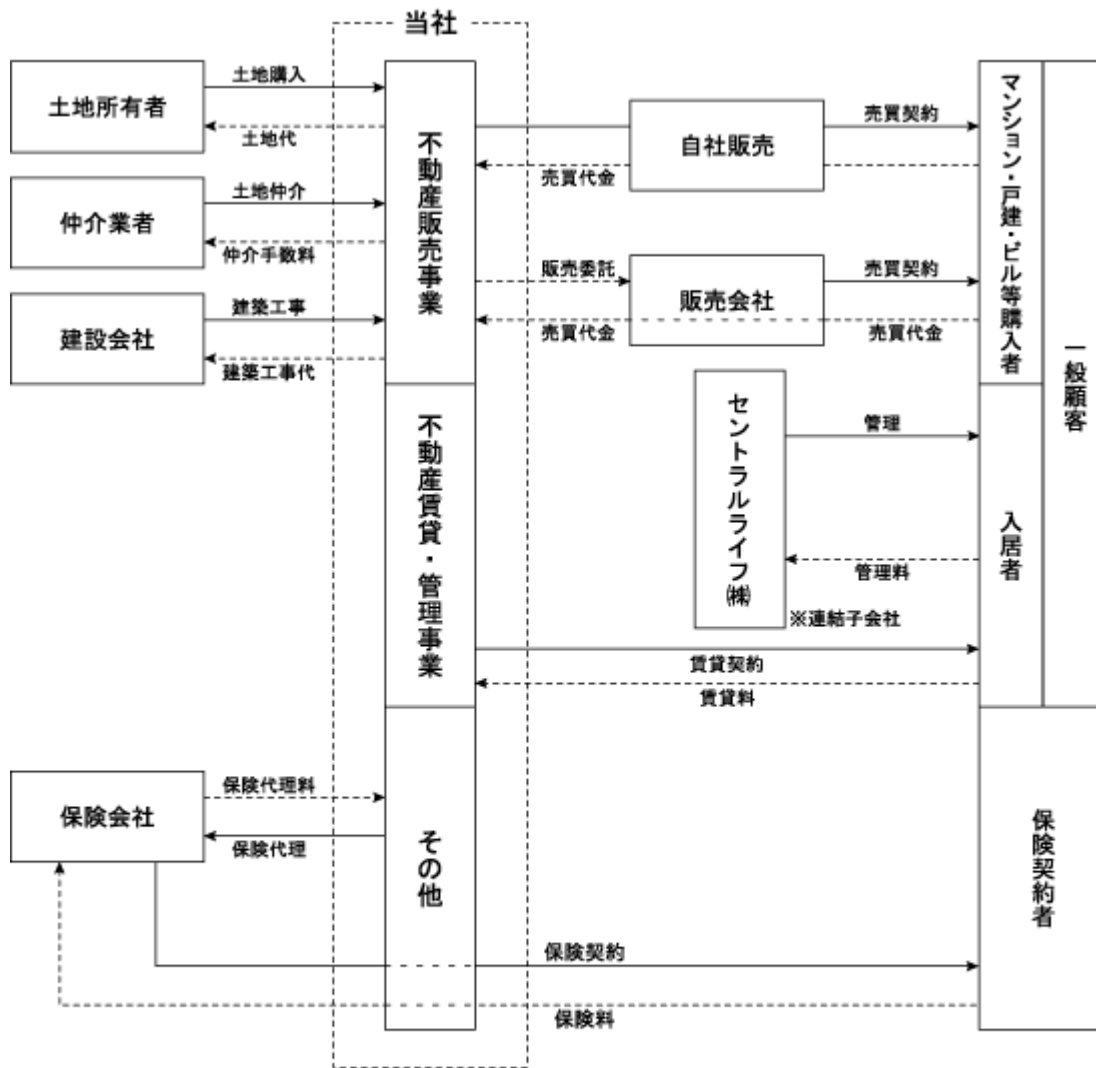 当社
土地所有者
土地購入
土地代
仲介業者
土地仲介
仲介手数料
建設会社
建築工事
建築工事代
不動産販売事業
自社販売
売買契約
売買代金
販売委託
販売会社
売買契約
売買代金
売買代金
マンション・戸建・ビル等購入者
一般顧客
不動産賃貸・管理事業
セントラルライフ㈱
※連結子会社
管理
管理料
入居者
賃貸契約
賃貸料
保険会社
保険代理料
保険代理
その他
保険契約者
保険契約
保険料